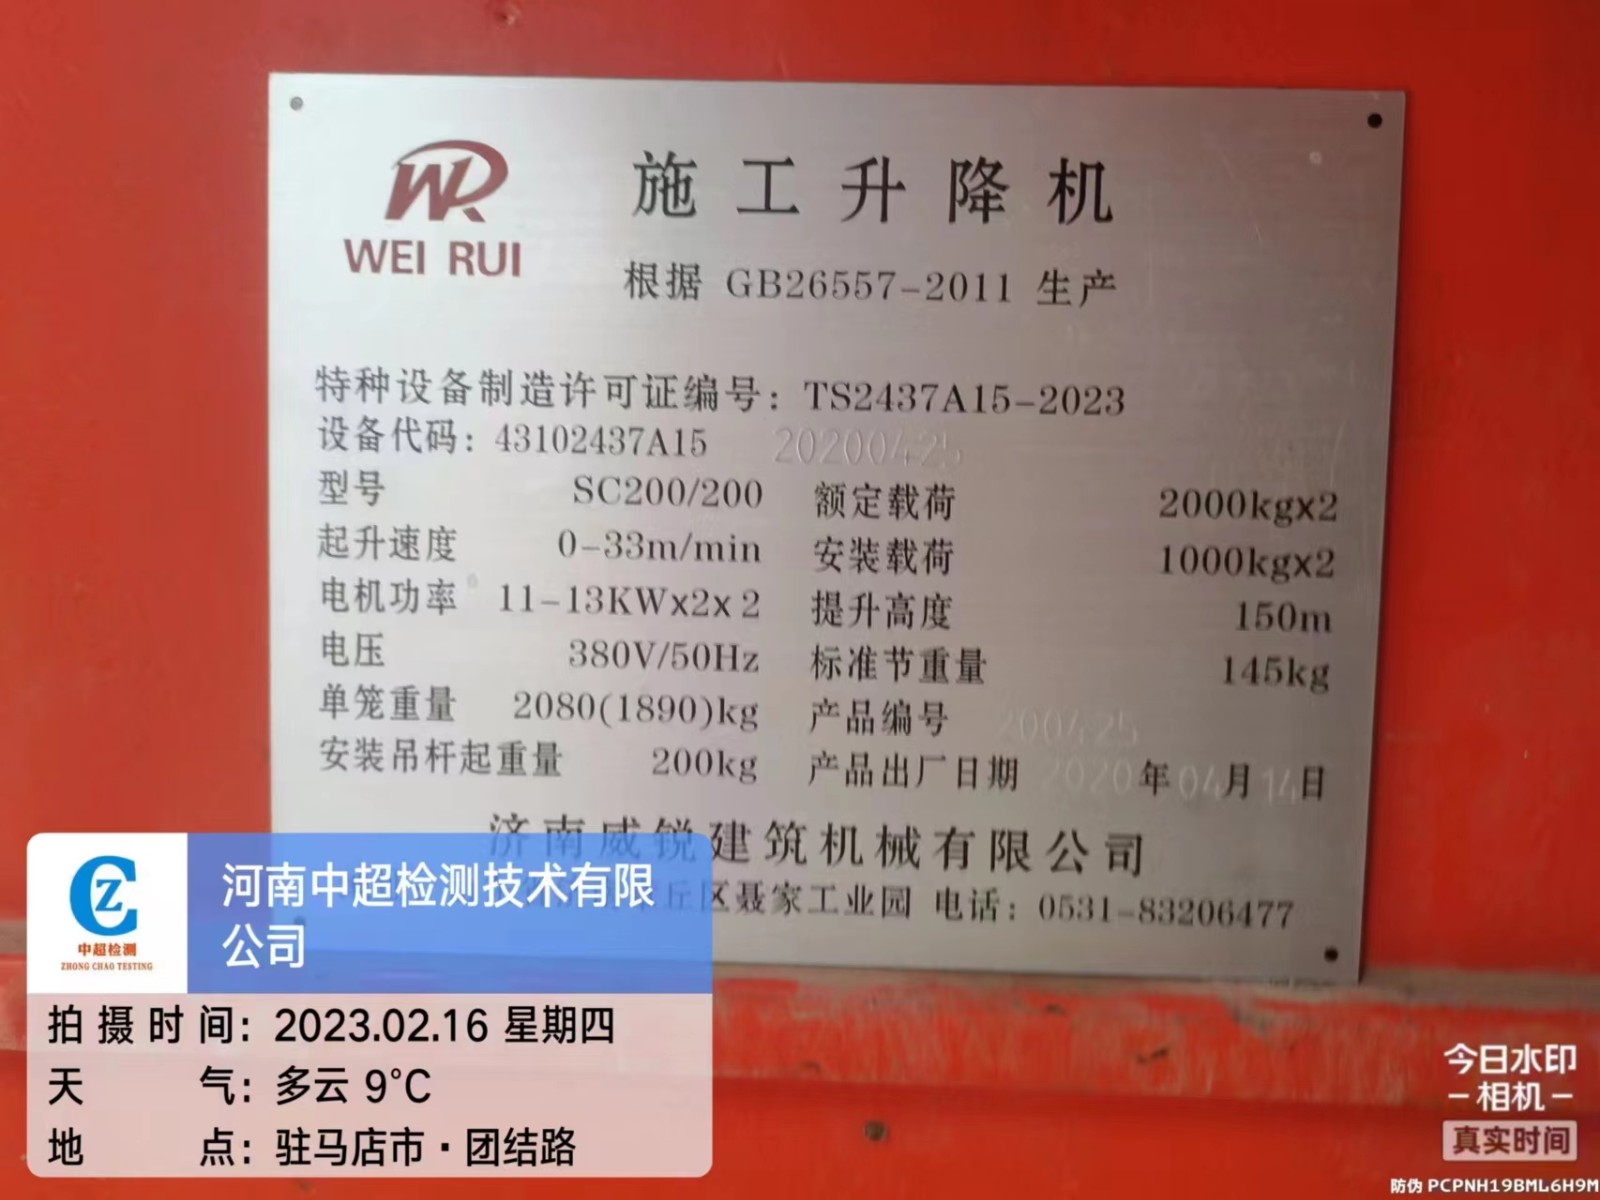 WR
WEI RUI
施工升降机
根据 GB26557-2011 生产
特种设备制造许可证编号：TS2437A15-2023
设备代码：43102437A15 20200425
型号 SC200/200 额定载荷 2000kgx2
起升速度 0-33m/min 安装载荷 1000kgx2
电机功率 11-13KWx2x2 提升高度 150m
电压 380V/50Hz 标准节重量 145kg
单笼重量 2080(1890)kg 产品编号 200425
安装吊杆起重量 200kg 产品出厂日期 2020年04月14日
济南威锐建筑机械有限公司
丘区聂家工业园 电话：0531-83206477
CZ
中超检测
ZHONG CHAO TESTING
河南中超检测技术有限
公司
拍摄时间：2023.02.16 星期四
天气：多云 9℃
地点：驻马店市·团结路
今日水印
-相机-
真实时间
防伪 PCPNH19BML6H9M